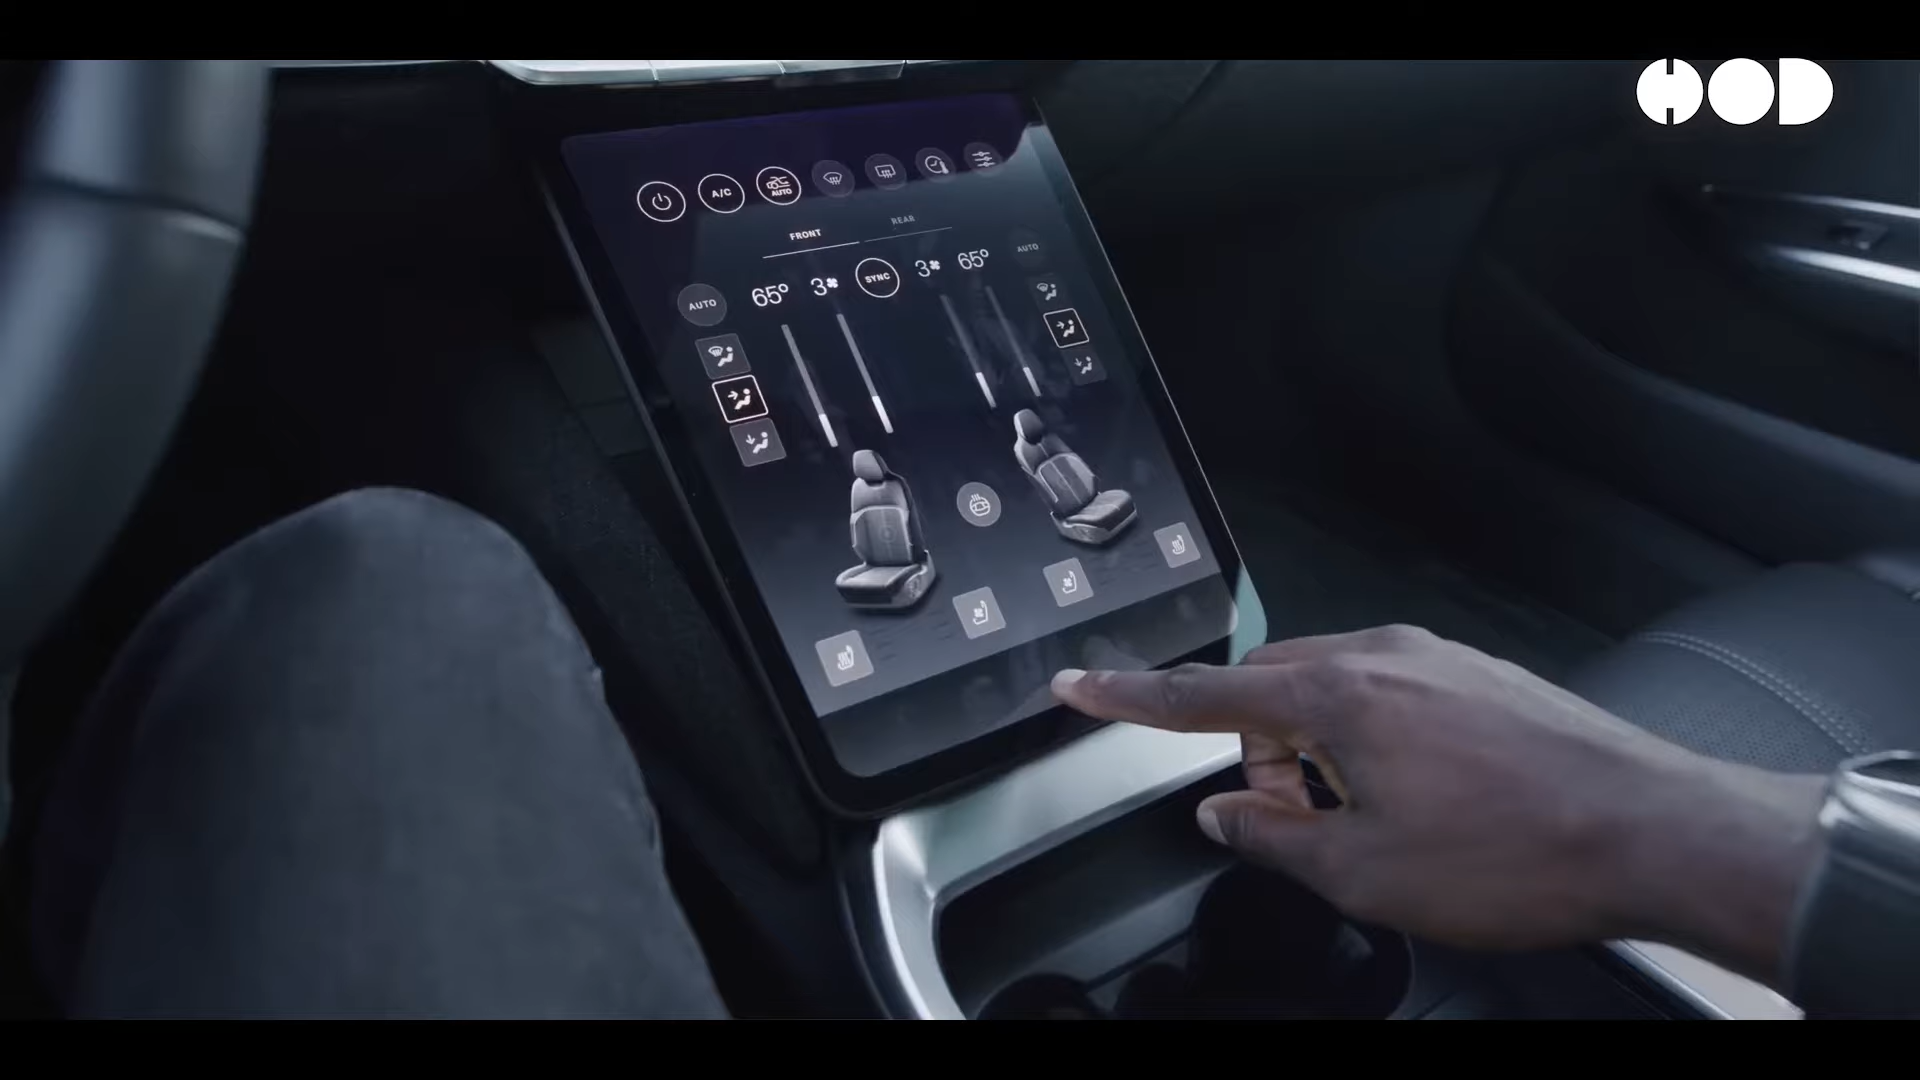 HOD
A/C
AUTO
FRONT
REAR
AUTO
65°
3
SYNC
3
65°
AUTO